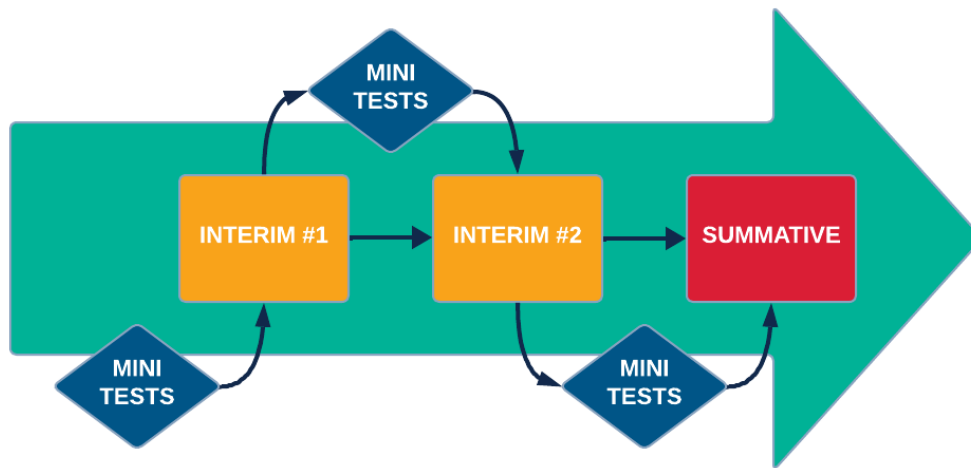 MINI
TESTS
INTERIM #1
INTERIM #2
SUMMATIVE
MINI
TESTS
MINI
TESTS